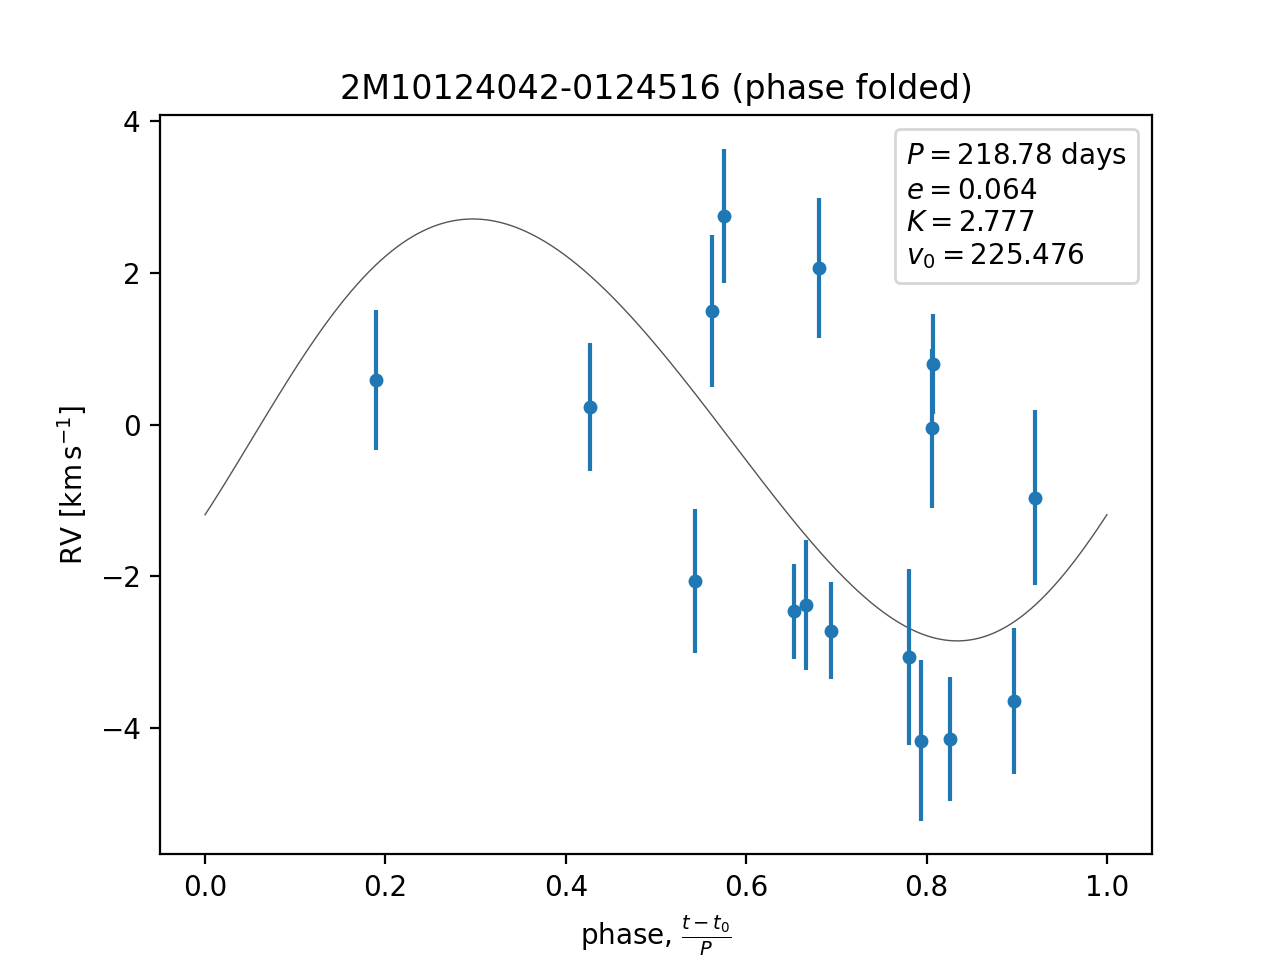 2M10124042-0124516 (phase folded)
P = 218.78 days
e = 0.064
K = 2.777
v₀ = 225.476
4
2
0
−2
−4
RV [km s⁻¹]
0.0 0.2 0.4 0.6 0.8 1.0
phase, (t − t₀)/P